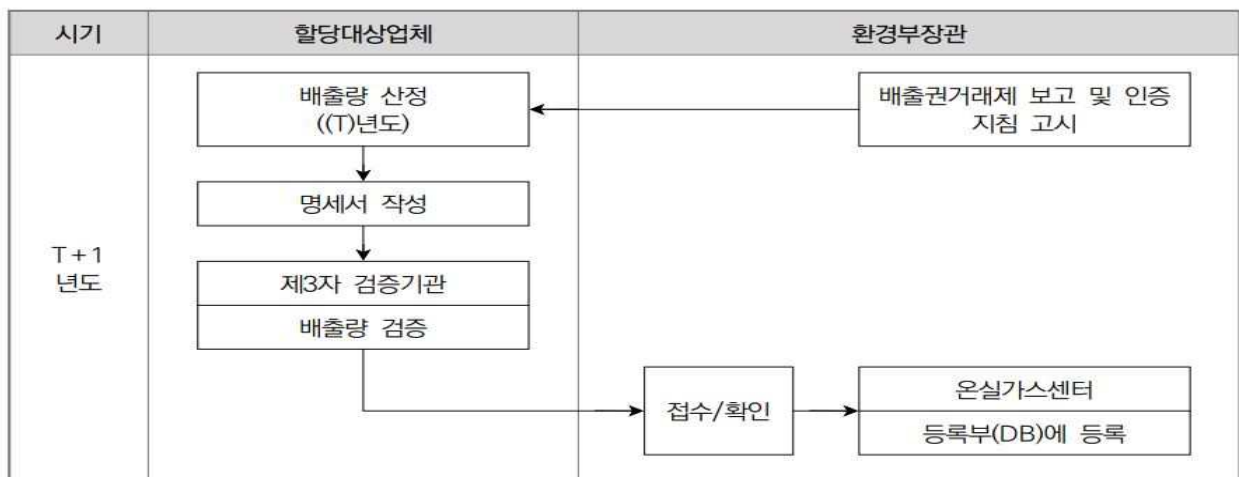 시기 할당대상업체 환경부장관
배출량 산정
((T)년도)
배출권거래제 보고 및 인증
지침 고시
명세서 작성
T+1
년도
제3자 검증기관
배출량 검증
접수/확인
온실가스센터
등록부(DB)에 등록